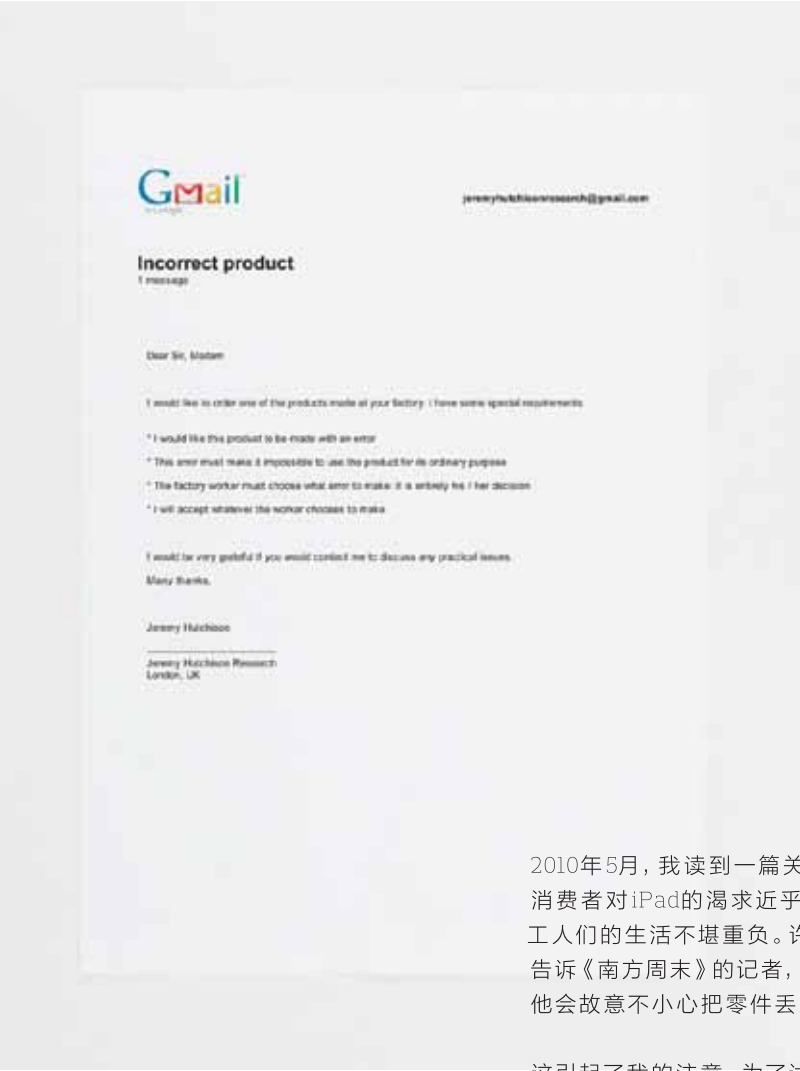 Gmail
jeremyhutchisonresearch@gmail.com
Incorrect product
1 message
Dear Sir, Madam
I would like to order one of the products made at your factory. I have some special requirements
* I would like this product to be made with an error
* This error must make it impossible to use the product for its ordinary purpose
* The factory worker must choose what error to make: it is entirely his / her decision
* I will accept whatever the worker chooses to make
I would be very grateful if you would contact me to discuss any practical issues.
Many thanks,
Jeremy Hutchison
Jeremy Hutchison Research
London, UK
2010年5月, 我读到一篇关
消费者对iPad的渴求近乎
工人们的生活不堪重负。许
告诉《南方周末》的记者,
他会故意不小心把零件丢